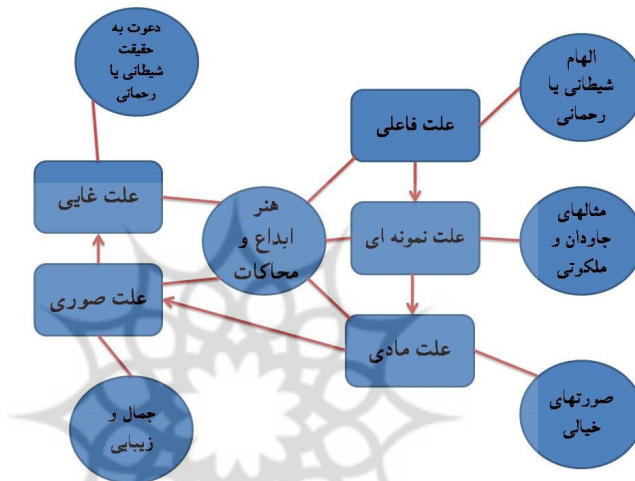 الهام
شیطانی یا
رحمانی
علت فاعلی
دعوت به
حقیقت
شیطانی یا
رحمانی
علت غایی
هنر
ابداع و
محاکات
علت نمونه ای
مثالهای
جاودان و
ملکوتی
علت صوری
علت مادی
صورتهای
خیالی
جمال و
زیبایی